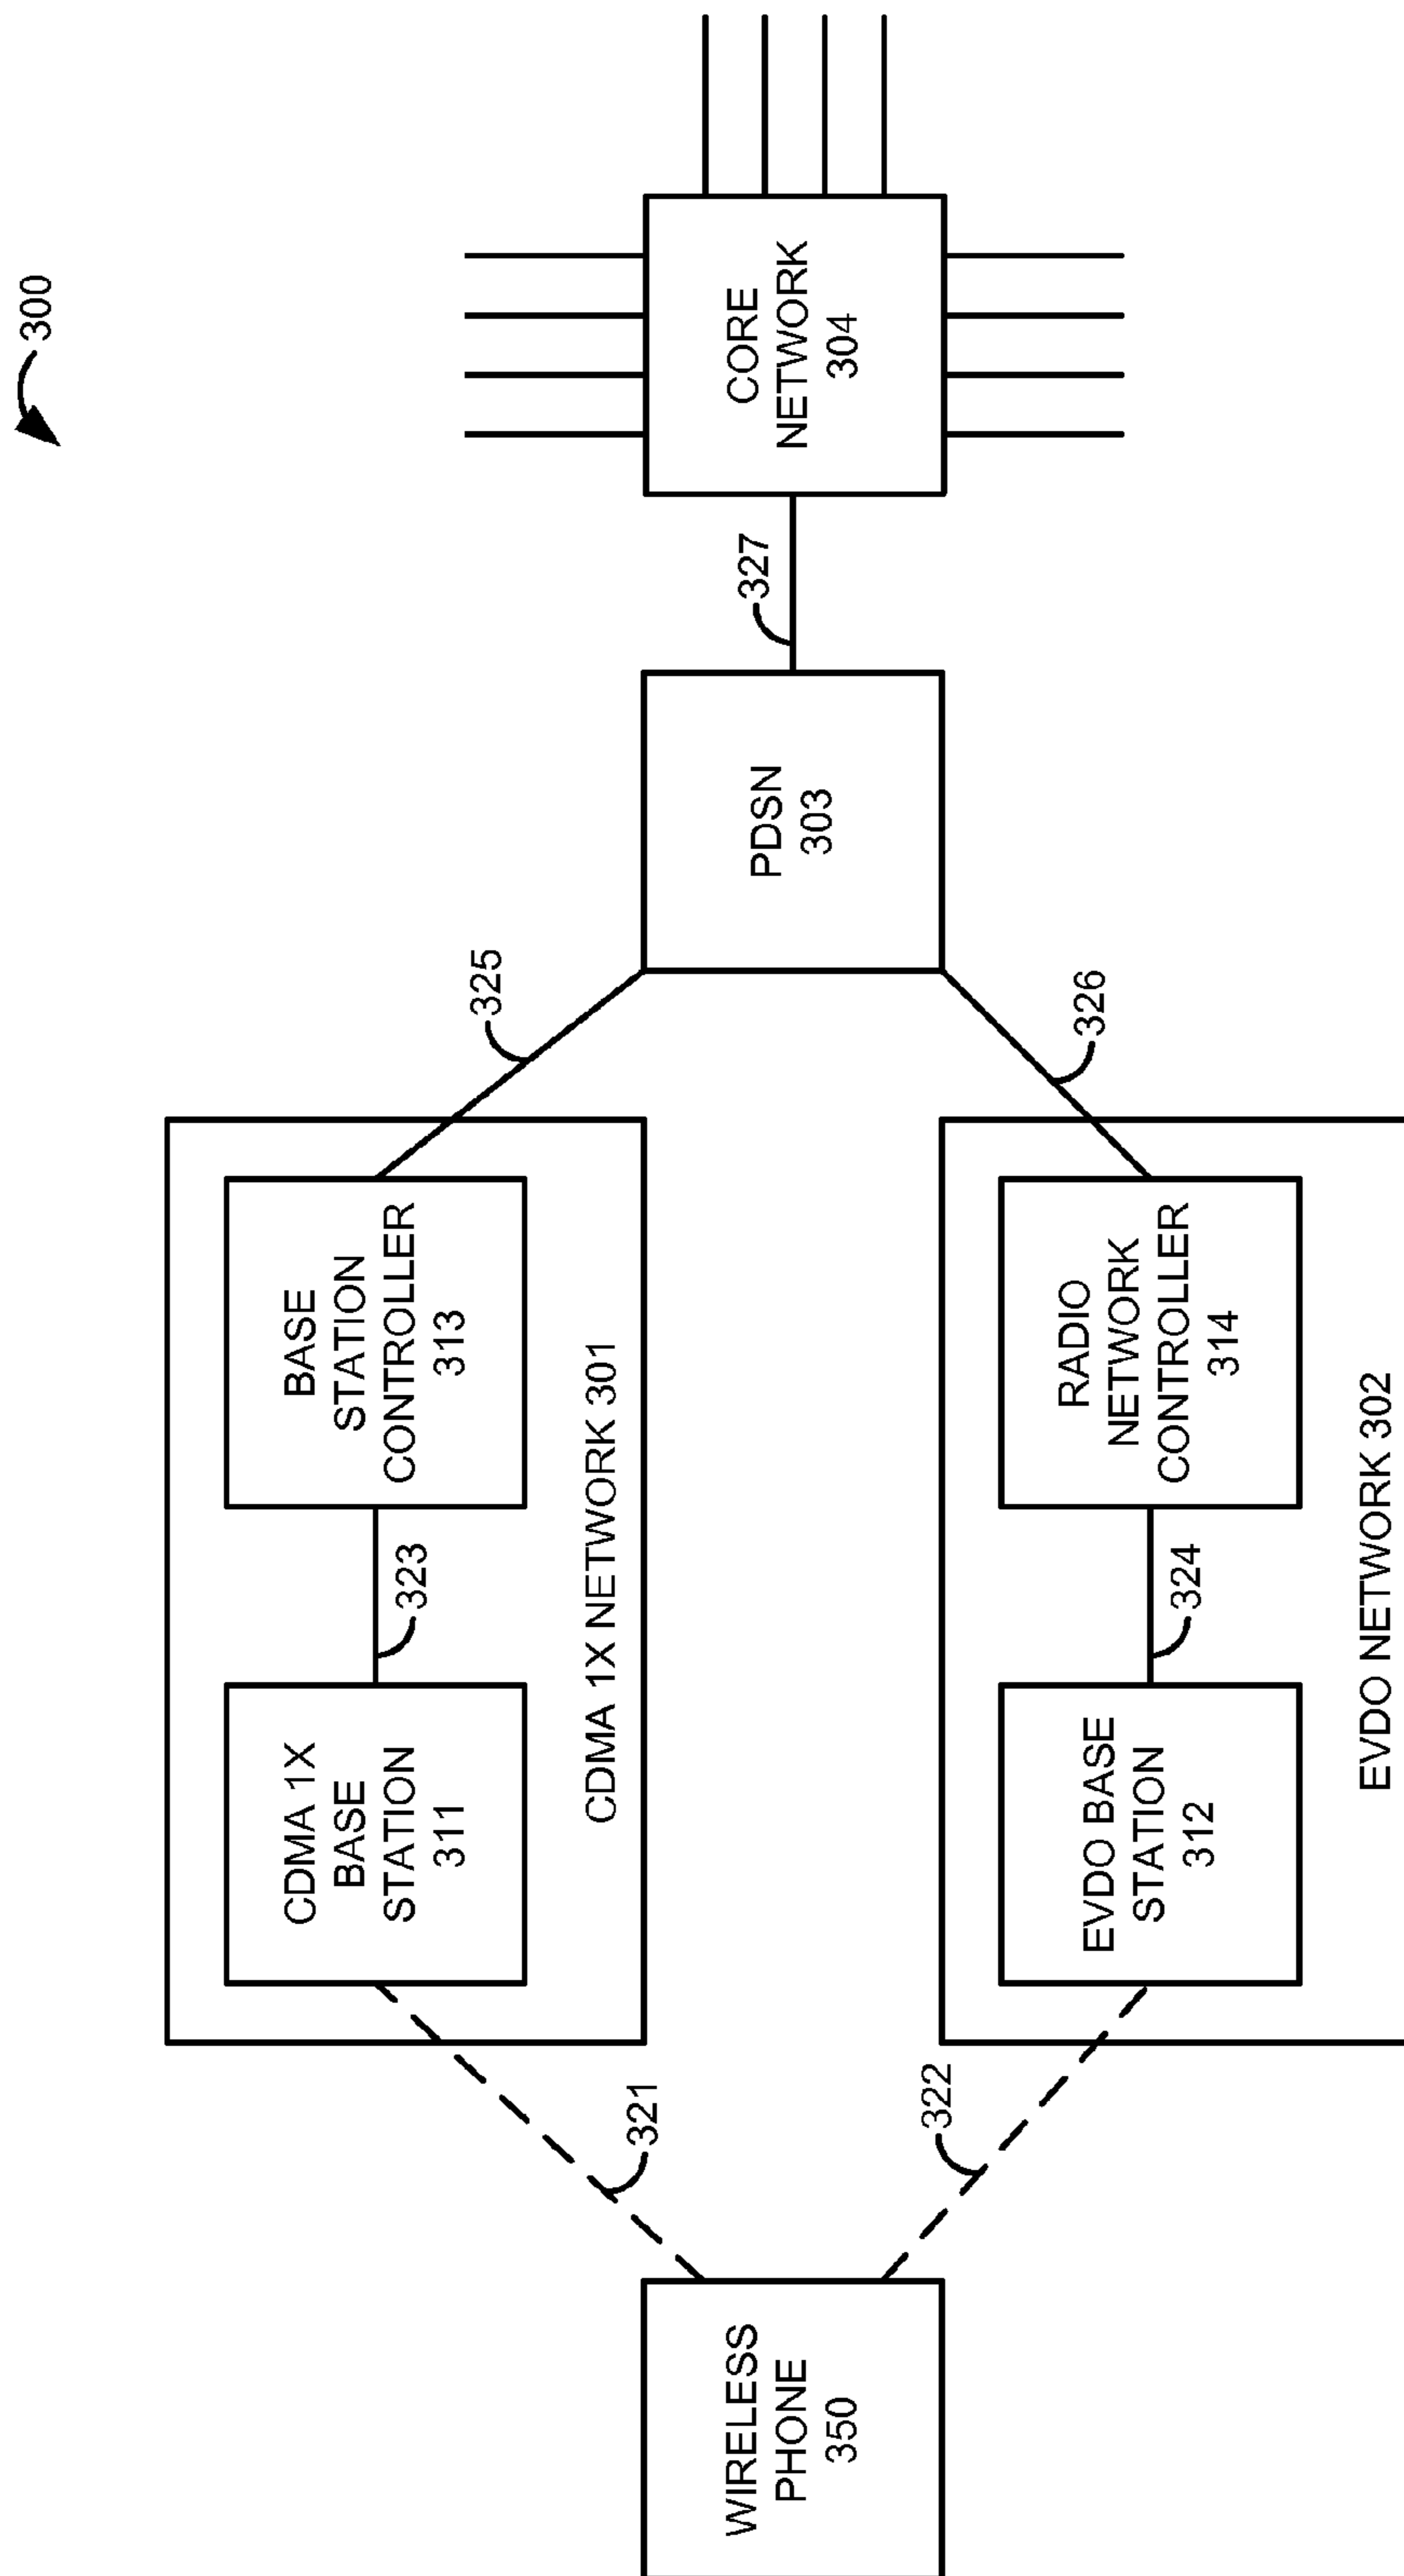 300
CDMA 1X
BASE
STATION
311
323
BASE
STATION
CONTROLLER
313
CDMA 1X NETWORK 301
321
325
WIRELESS
PHONE
350
PDSN
303
327
CORE
NETWORK
304
322
326
EVDO BASE
STATION
312
324
RADIO
NETWORK
CONTROLLER
314
EVDO NETWORK 302